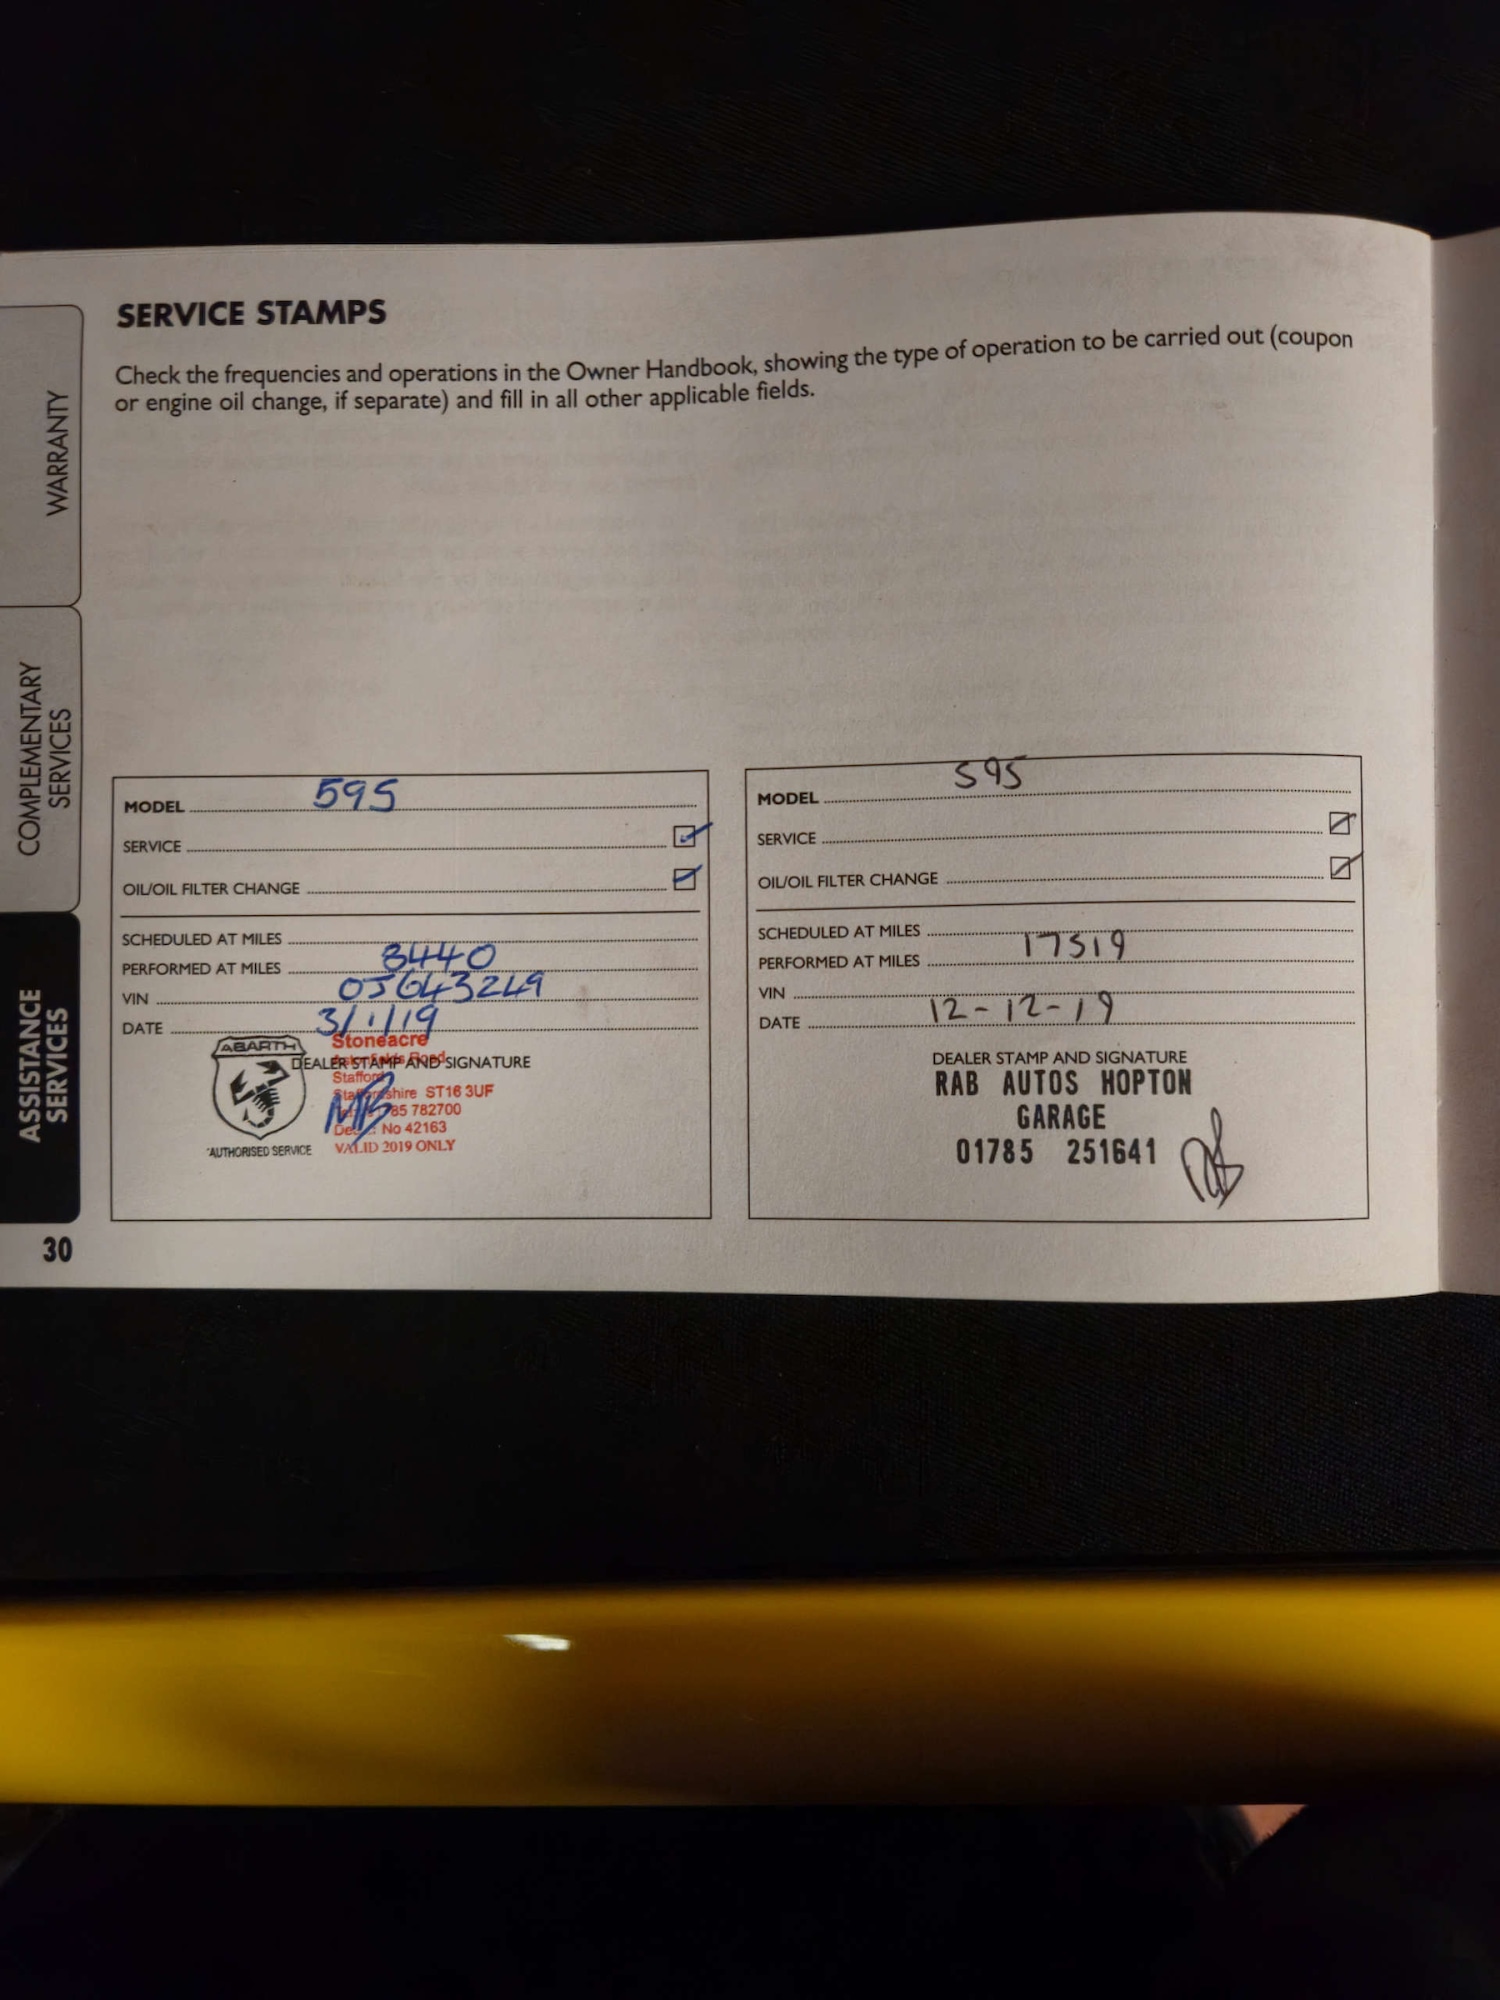 SERVICE STAMPS
Check the frequencies and operations in the Owner Handbook, showing the type of operation to be carried out (coupon
or engine oil change, if separate) and fill in all other applicable fields.
WARRANTY
COMPLEMENTARY
SERVICES
ASSISTANCE
SERVICES
MODEL 595
SERVICE
OIL/OIL FILTER CHANGE
SCHEDULED AT MILES
PERFORMED AT MILES 8440
VIN 0J643249
DATE 3/1/19
DEALER STAMP AND SIGNATURE
ABARTH
*AUTHORISED SERVICE
Stoneacre
Road
Stafford
Staffordshire ST16 3UF
85 782700
No 42163
VALID 2019 ONLY
MODEL 595
SERVICE
OIL/OIL FILTER CHANGE
SCHEDULED AT MILES
PERFORMED AT MILES 17519
VIN
DATE 12-12-19
DEALER STAMP AND SIGNATURE
RAB AUTOS HOPTON
GARAGE
01785 251641
30